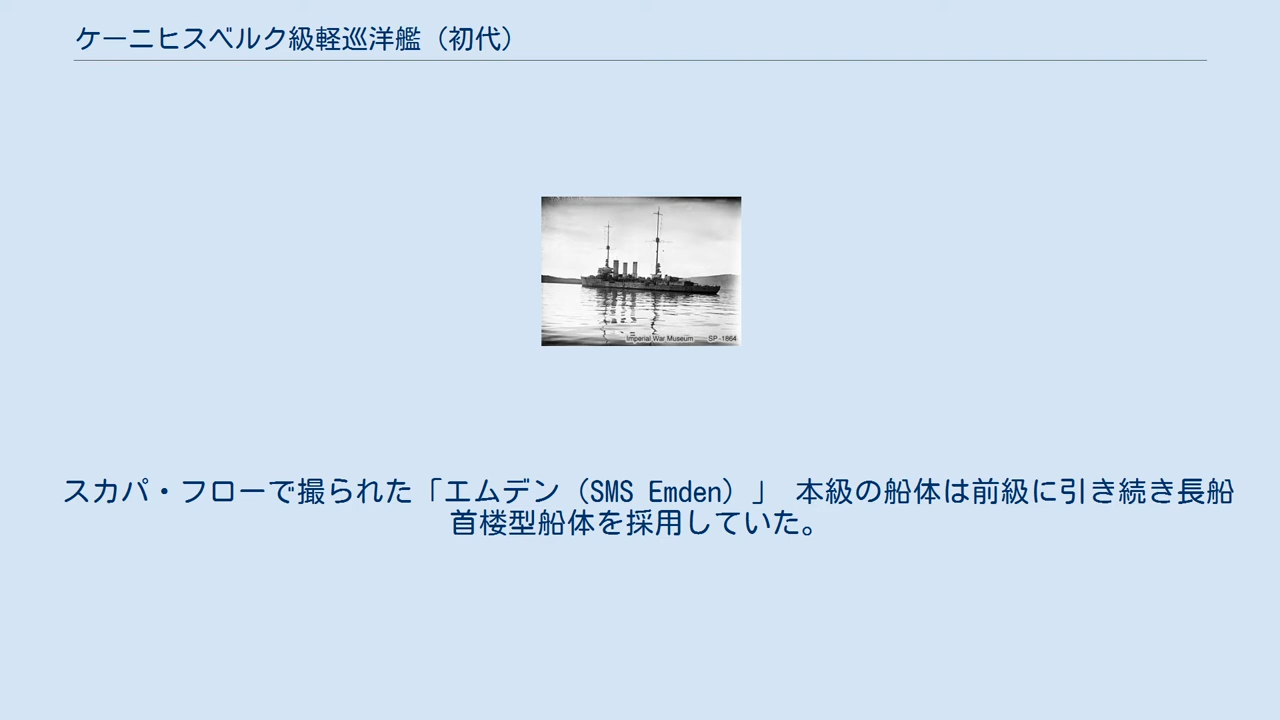 ケーニヒスベルク級軽巡洋艦（初代）
Imperial War Museum SP 1864
スカパ・フローで撮られた「エムデン（SMS Emden）」 本級の船体は前級に引き続き長船
首楼型船体を採用していた。